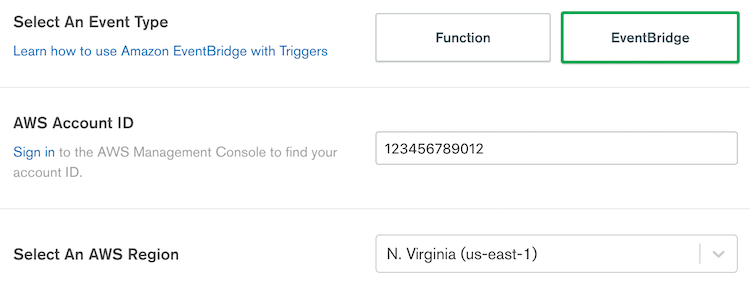 Select An Event Type
Learn how to use Amazon EventBridge with Triggers
Function
EventBridge
AWS Account ID
Sign in to the AWS Management Console to find your
account ID.
123456789012
Select An AWS Region
N. Virginia (us-east-1)